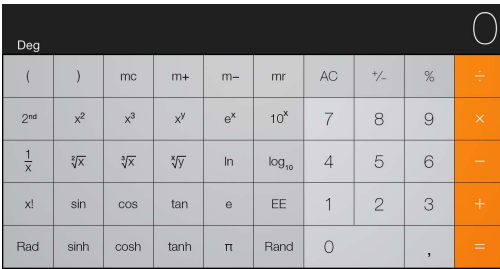 0
Deg
( ) mc m+ m− mr AC +/− % ÷
2nd x² x³ xʸ eˣ 10ˣ 7 8 9 ×
1/x ²√x ³√x ˣ√y ln log₁₀ 4 5 6 −
x! sin cos tan e EE 1 2 3 +
Rad sinh cosh tanh π Rand 0 , =